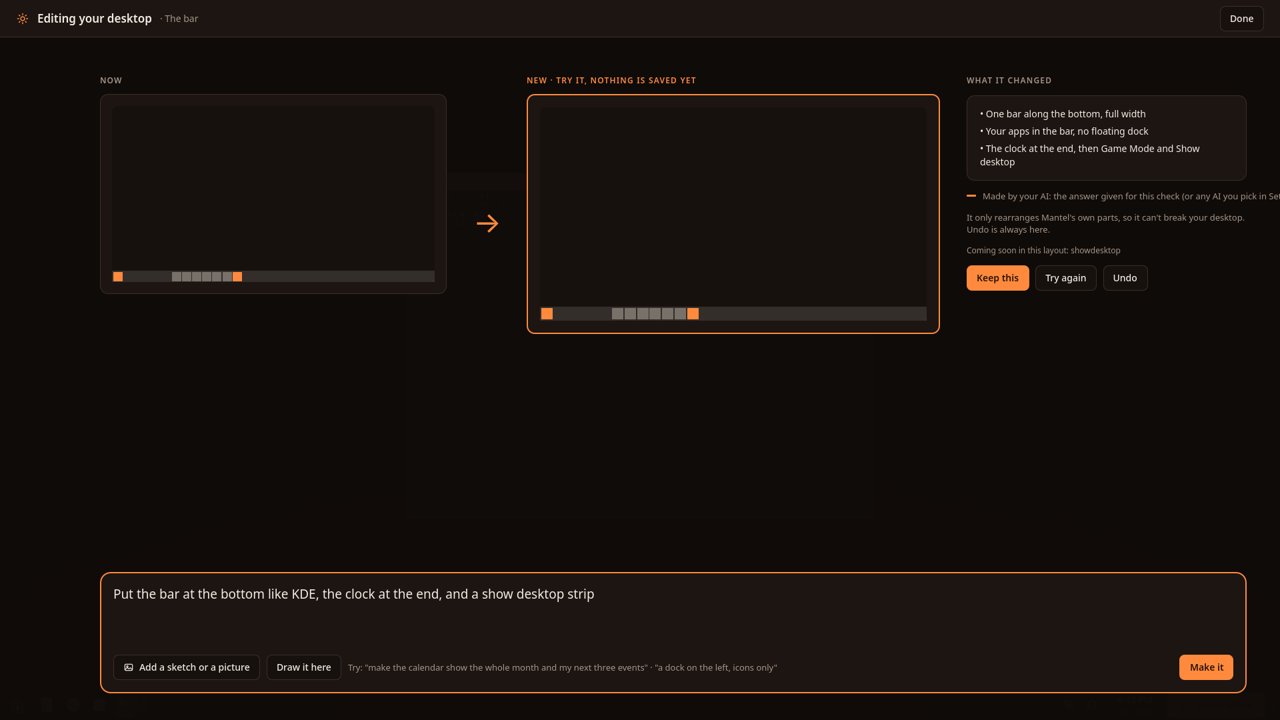 Editing your desktop · The bar
Done
NOW
NEW · TRY IT, NOTHING IS SAVED YET
WHAT IT CHANGED
• One bar along the bottom, full width
• Your apps in the bar, no floating dock
• The clock at the end, then Game Mode and Show
desktop
Made by your AI: the answer given for this check (or any AI you pick in Set
It only rearranges Mantel's own parts, so it can't break your desktop.
Undo is always here.
Coming soon in this layout: showdesktop
Keep this
Try again
Undo
Put the bar at the bottom like KDE, the clock at the end, and a show desktop strip
Add a sketch or a picture
Draw it here
Try: "make the calendar show the whole month and my next three events" · "a dock on the left, icons only"
Make it